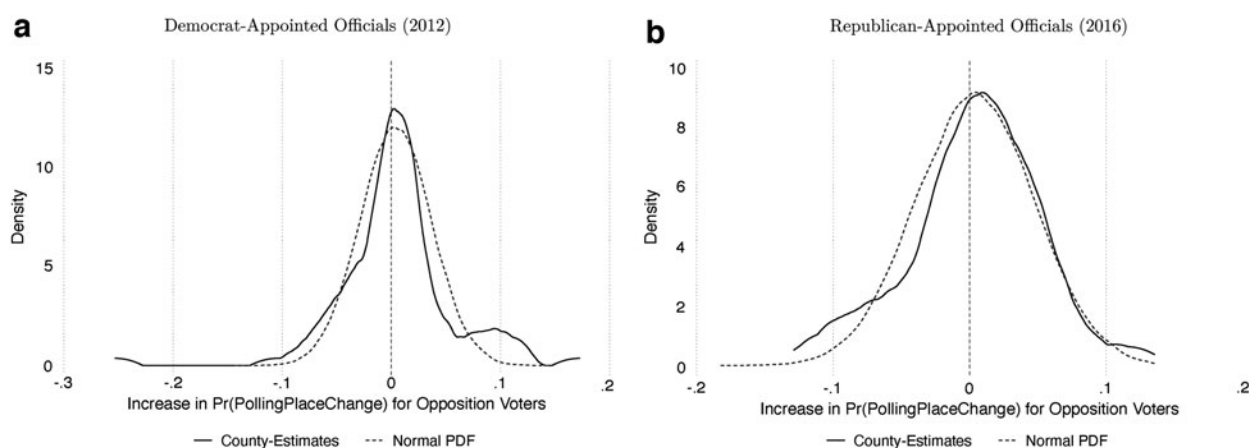 a
Democrat-Appointed Officials (2012)
15
10
5
0
Density
-.3
-.2
-.1
0
.1
.2
Increase in Pr(PollingPlaceChange) for Opposition Voters
County-Estimates
Normal PDF
b
Republican-Appointed Officials (2016)
10
8
6
4
2
0
Density
-.2
-.1
0
.1
.2
Increase in Pr(PollingPlaceChange) for Opposition Voters
County-Estimates
Normal PDF